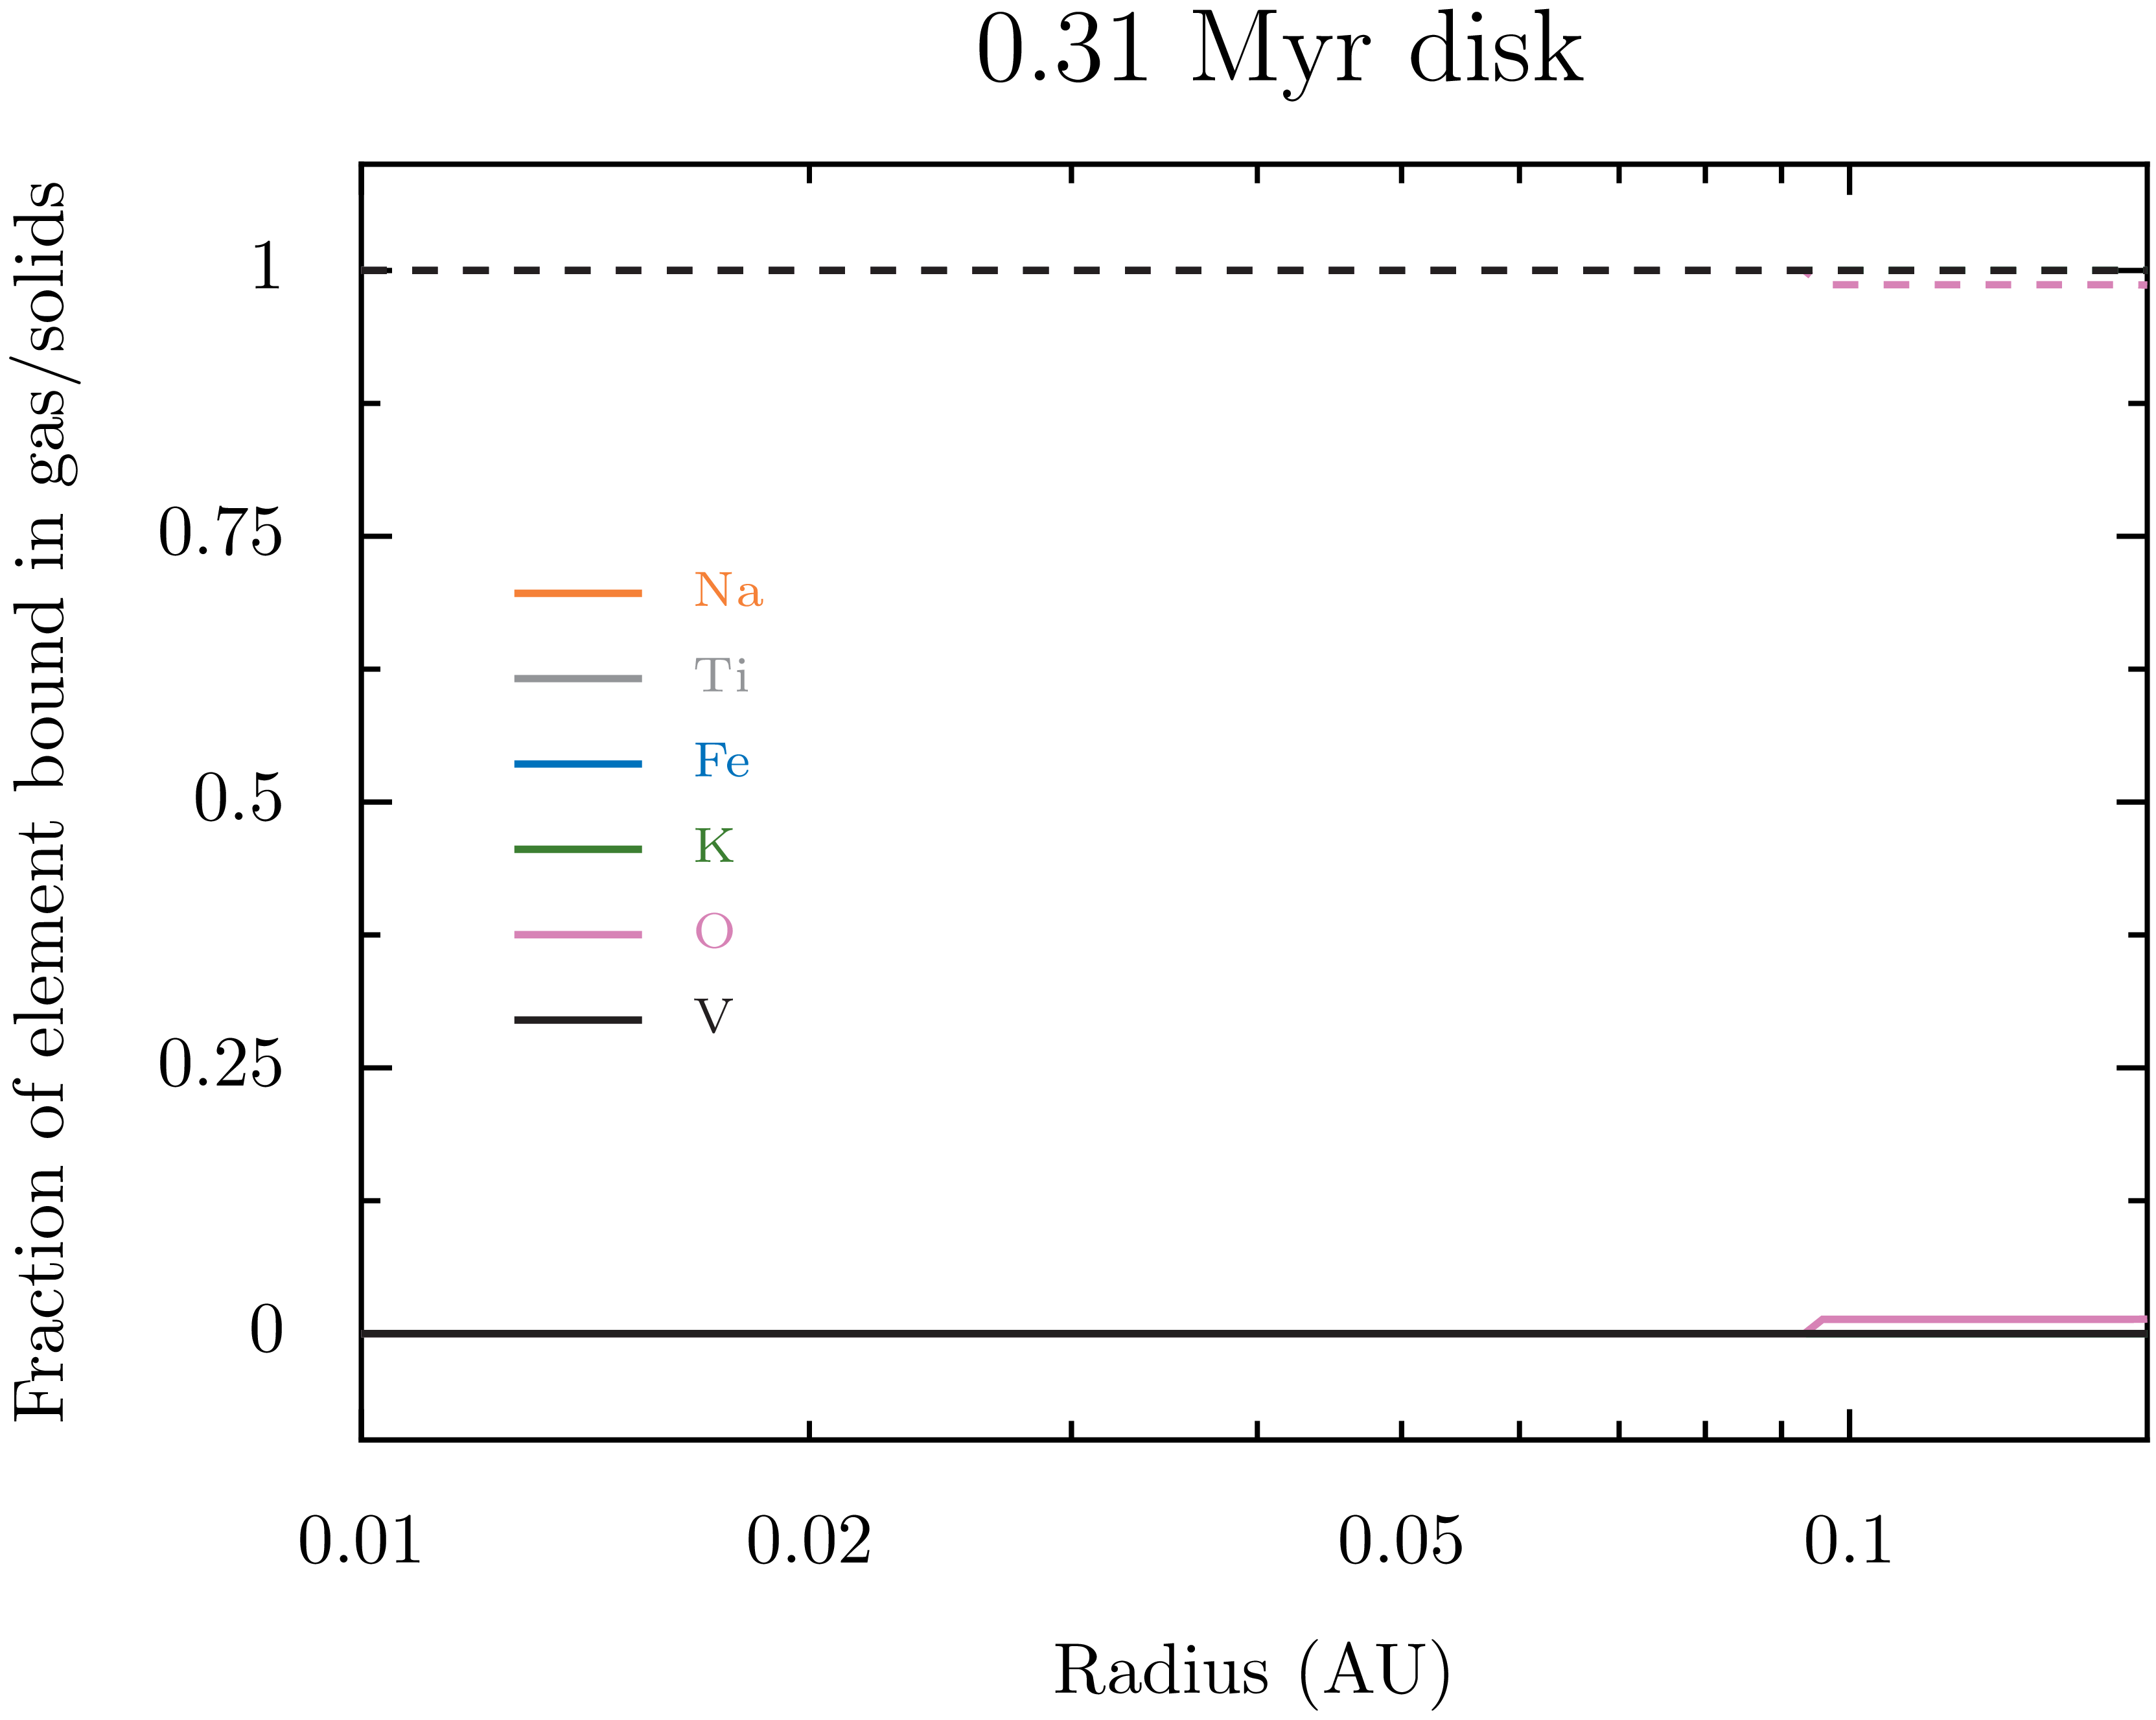 0.31 Myr disk
Fraction of element bound in gas/solids
1
0.75
0.5
0.25
0
Na
Ti
Fe
K
O
V
0.01 0.02 0.05 0.1
Radius (AU)